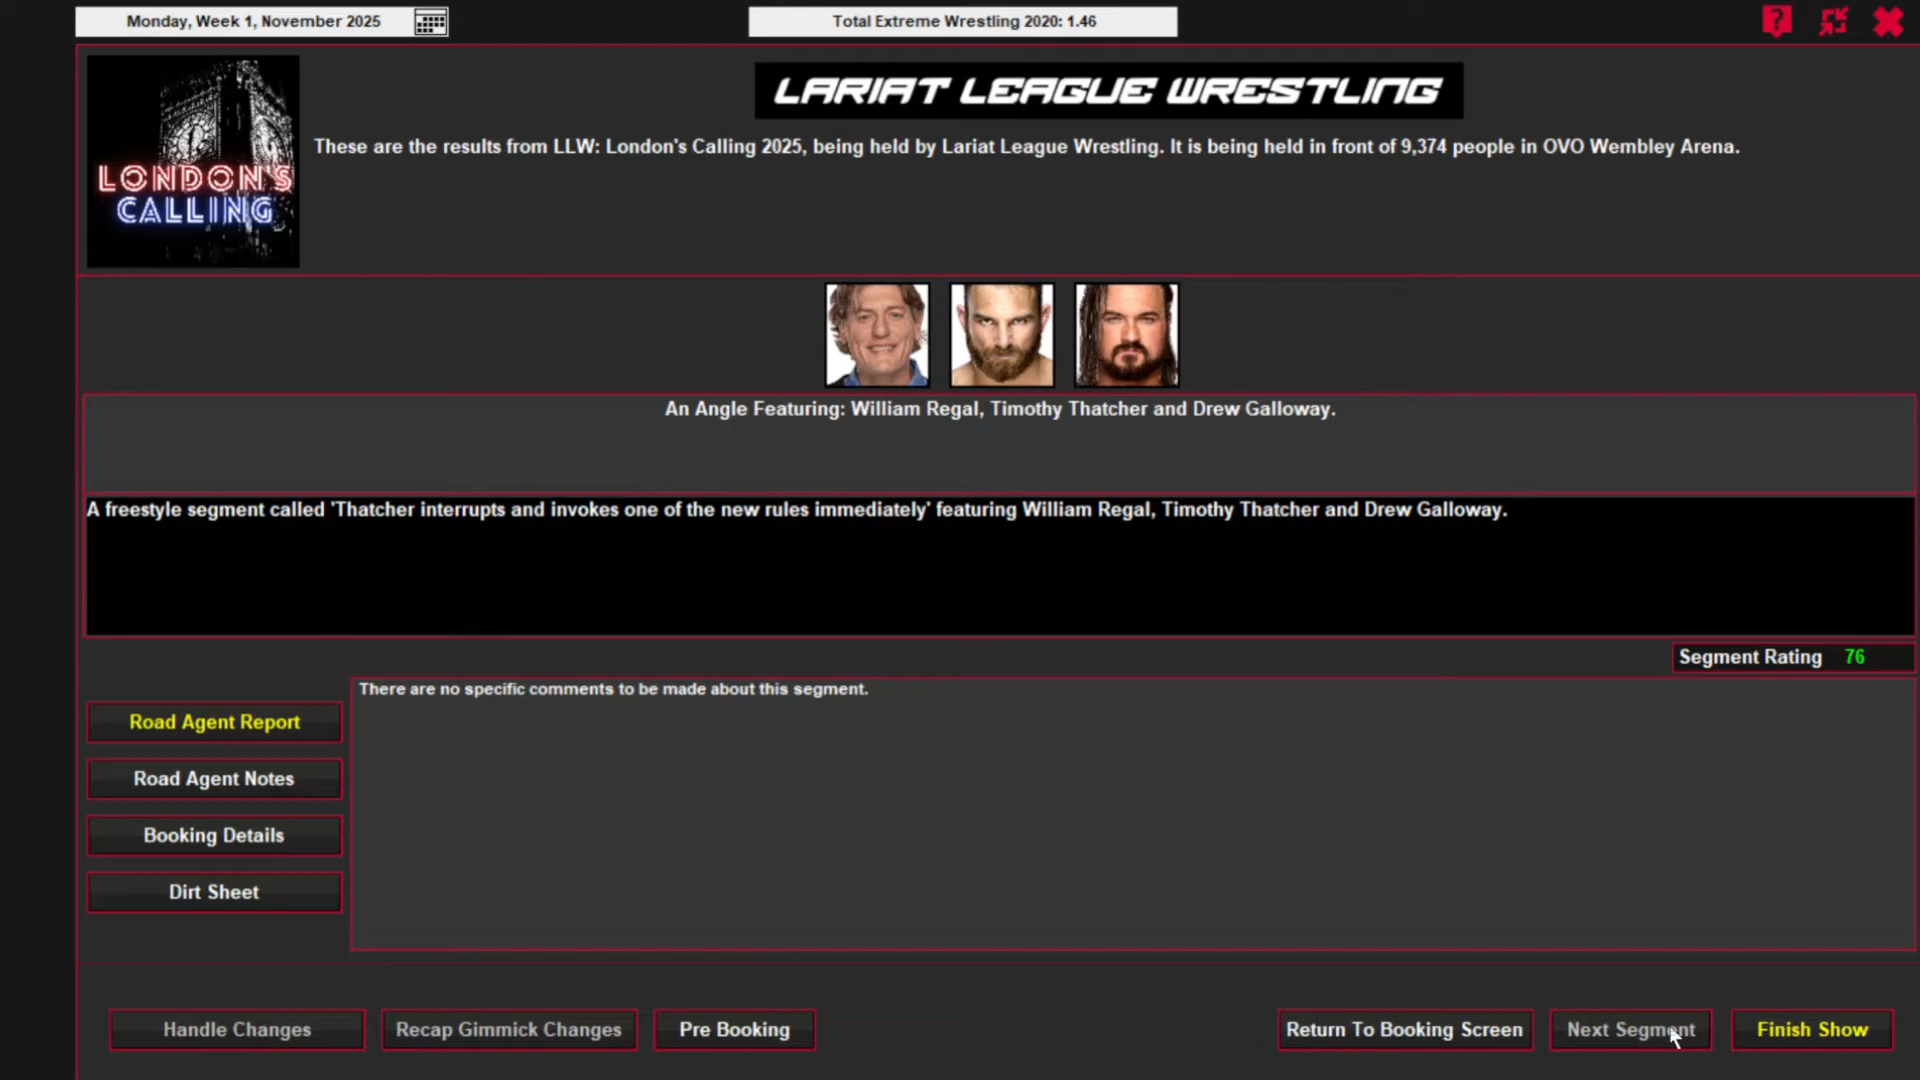 Monday, Week 1, November 2025
Total Extreme Wrestling 2020: 1.46
?
LONDON'S
CALLING
LARIAT LEAGUE WRESTLING
These are the results from LLW: London's Calling 2025, being held by Lariat League Wrestling. It is being held in front of 9,374 people in OVO Wembley Arena.
An Angle Featuring: William Regal, Timothy Thatcher and Drew Galloway.
A freestyle segment called 'Thatcher interrupts and invokes one of the new rules immediately' featuring William Regal, Timothy Thatcher and Drew Galloway.
Segment Rating 76
There are no specific comments to be made about this segment.
Road Agent Report
Road Agent Notes
Booking Details
Dirt Sheet
Handle Changes
Recap Gimmick Changes
Pre Booking
Return To Booking Screen
Next Segment
Finish Show